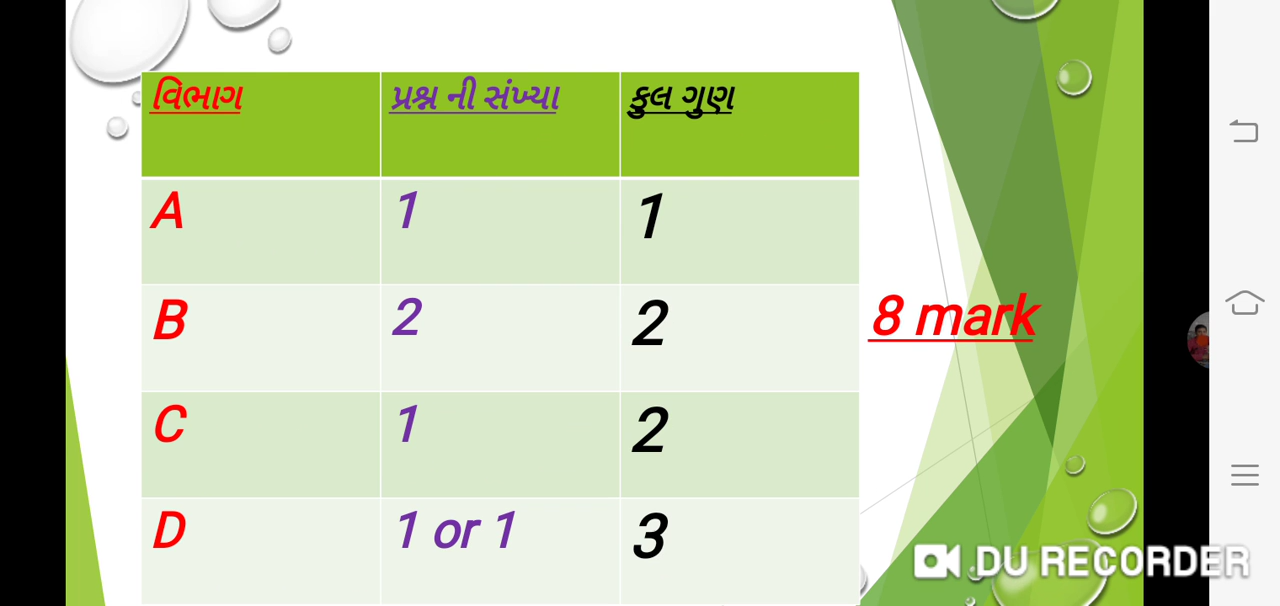 વિભાગ પ્રશ્ન ની સંખ્યા કુલ ગુણ
A 1 1
B 2 2
8 mark
C 1 2
D 1 or 1 3
DU RECORDER